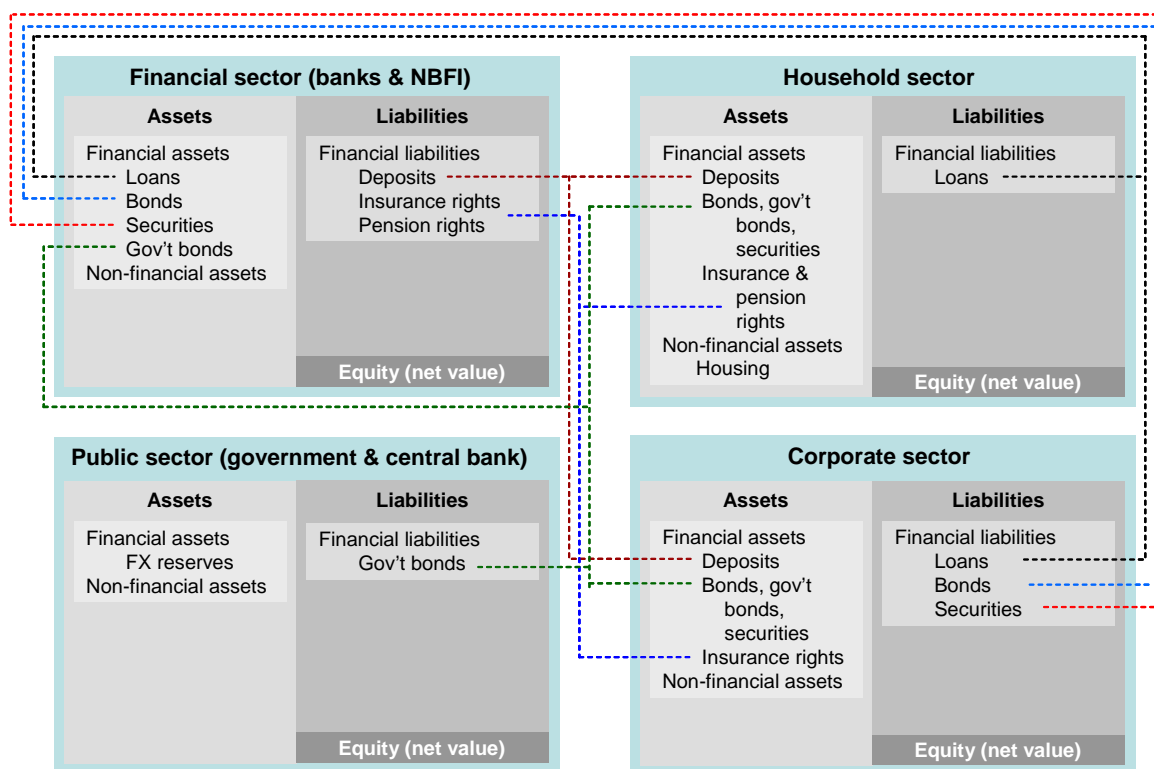 Financial sector (banks & NBFI)
Assets
Liabilities
Financial assets
Loans
Bonds
Securities
Gov’t bonds
Non-financial assets
Financial liabilities
Deposits
Insurance rights
Pension rights
Equity (net value)
Household sector
Assets
Liabilities
Financial assets
Deposits
Bonds, gov’t
bonds,
securities
Insurance &
pension
rights
Non-financial assets
Housing
Financial liabilities
Loans
Equity (net value)
Public sector (government & central bank)
Assets
Liabilities
Financial assets
FX reserves
Non-financial assets
Financial liabilities
Gov’t bonds
Equity (net value)
Corporate sector
Assets
Liabilities
Financial assets
Deposits
Bonds, gov’t
bonds,
securities
Insurance rights
Non-financial assets
Financial liabilities
Loans
Bonds
Securities
Equity (net value)